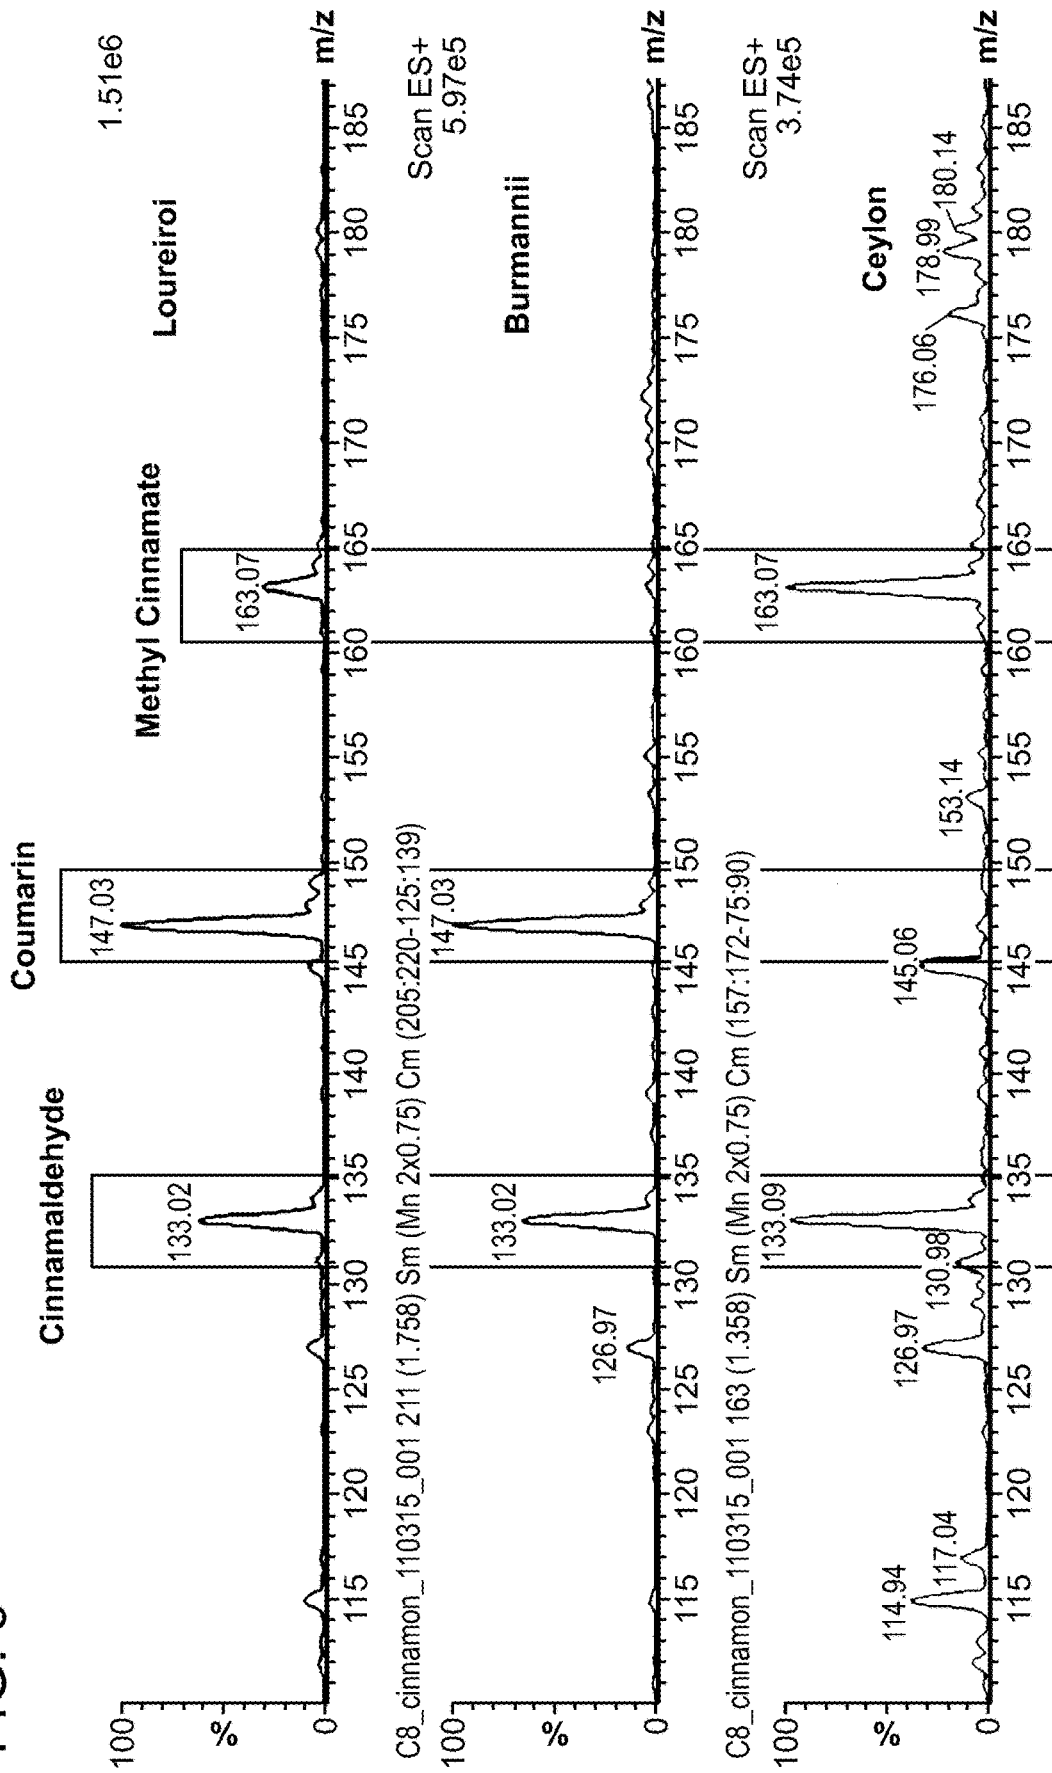 Cinnamaldehyde
Coumarin
Methyl Cinnamate
1.51e6
Loureiroi
100
%
0
133.02
147.03
163.07
115 120 125 130 135 140 145 150 155 160 165 170 175 180 185 m/z
C8_cinnamon_110315_001 211 (1.758) Sm (Mn 2x0.75) Cm (205:220-125:139)
Scan ES+
5.97e5
Burmannii
100
%
0
126.97
133.02
147.03
115 120 125 130 135 140 145 150 155 160 165 170 175 180 185 m/z
C8_cinnamon_110315_001 163 (1.358) Sm (Mn 2x0.75) Cm (157:172-75:90)
Scan ES+
3.74e5
Ceylon
100
%
0
114.94
117.04
126.97
130.98
133.09
145.06
153.14
163.07
176.06
178.99
180.14
115 120 125 130 135 140 145 150 155 160 165 170 175 180 185 m/z